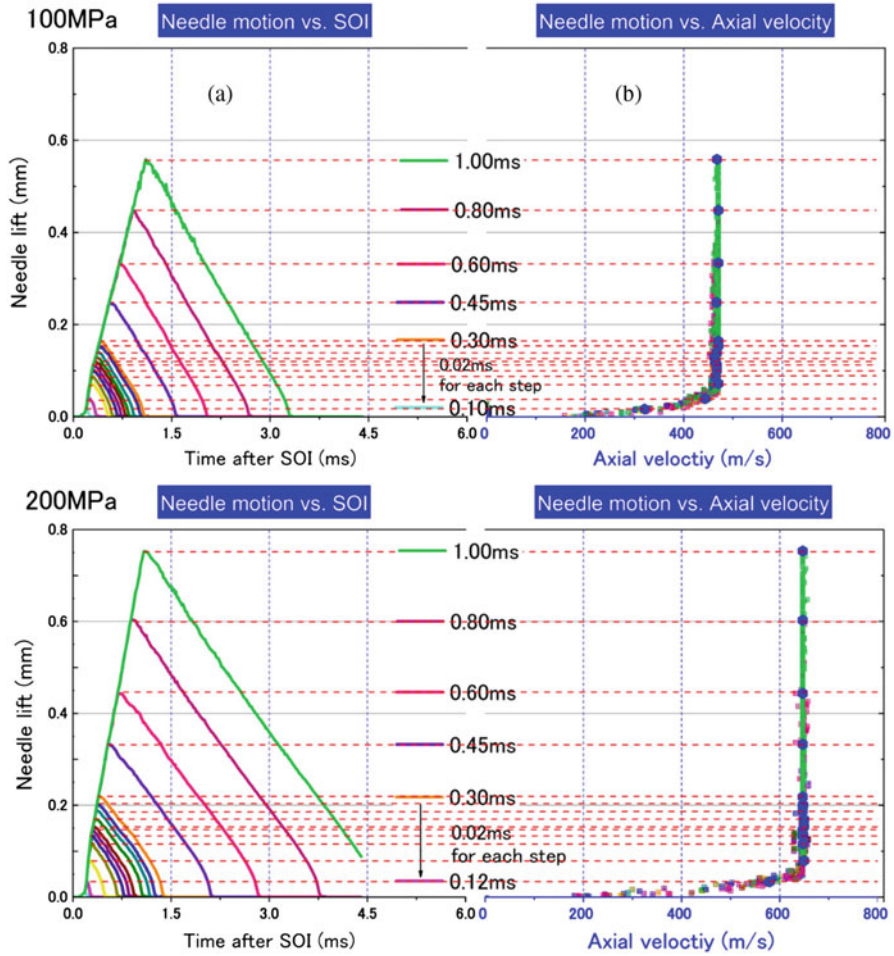 100MPa
Needle motion vs. SOI
Needle motion vs. Axial velocity
(a)
(b)
0.8
0.6
0.4
0.2
0.0
Needle lift (mm)
1.00ms
0.80ms
0.60ms
0.45ms
0.30ms
0.02ms
for each step
0.10ms
0.0 1.5 3.0 4.5 6.0 0 200 400 600 800
Time after SOI (ms)
Axial veloctiy (m/s)
200MPa
Needle motion vs. SOI
Needle motion vs. Axial velocity
0.8
0.6
0.4
0.2
0.0
Needle lift (mm)
1.00ms
0.80ms
0.60ms
0.45ms
0.30ms
0.02ms
for each step
0.12ms
0.0 1.5 3.0 4.5 6.0 0 200 400 600 800
Time after SOI (ms)
Axial veloctiy (m/s)